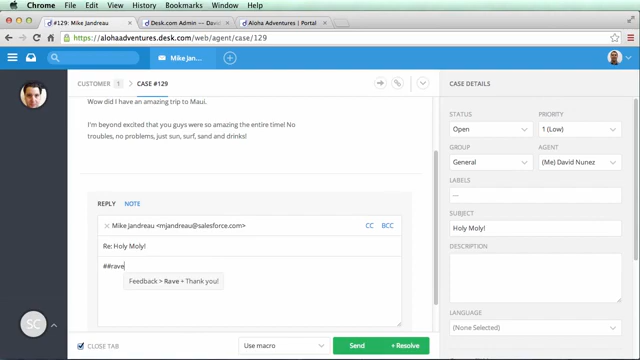 Chrome File Edit View History Bookmarks Window Help
#129: Mike Jandreau
Desk.com Admin -- David
Aloha Adventures | Portal
https://alohaadventures.desk.com/web/agent/case/129
Mike Jan...
CUSTOMER 1 > CASE #129
Wow did I have an amazing trip to Maui.
I'm beyond excited that you guys were so amazing the entire time! No
troubles, no problems, just sun, surf, sand and drinks!
REPLY NOTE
Mike Jandreau <mjandreau@salesforce.com> CC BCC
Re: Holy Moly!
##rave
Feedback > Rave + Thank you!
SC
CLOSE TAB
Use macro
Send
+ Resolve
CASE DETAILS
STATUS PRIORITY
Open 1 (Low)
GROUP AGENT
General (Me) David Nunez
LABELS
---
SUBJECT
Holy Moly!
DESCRIPTION
LANGUAGE
(None Selected)